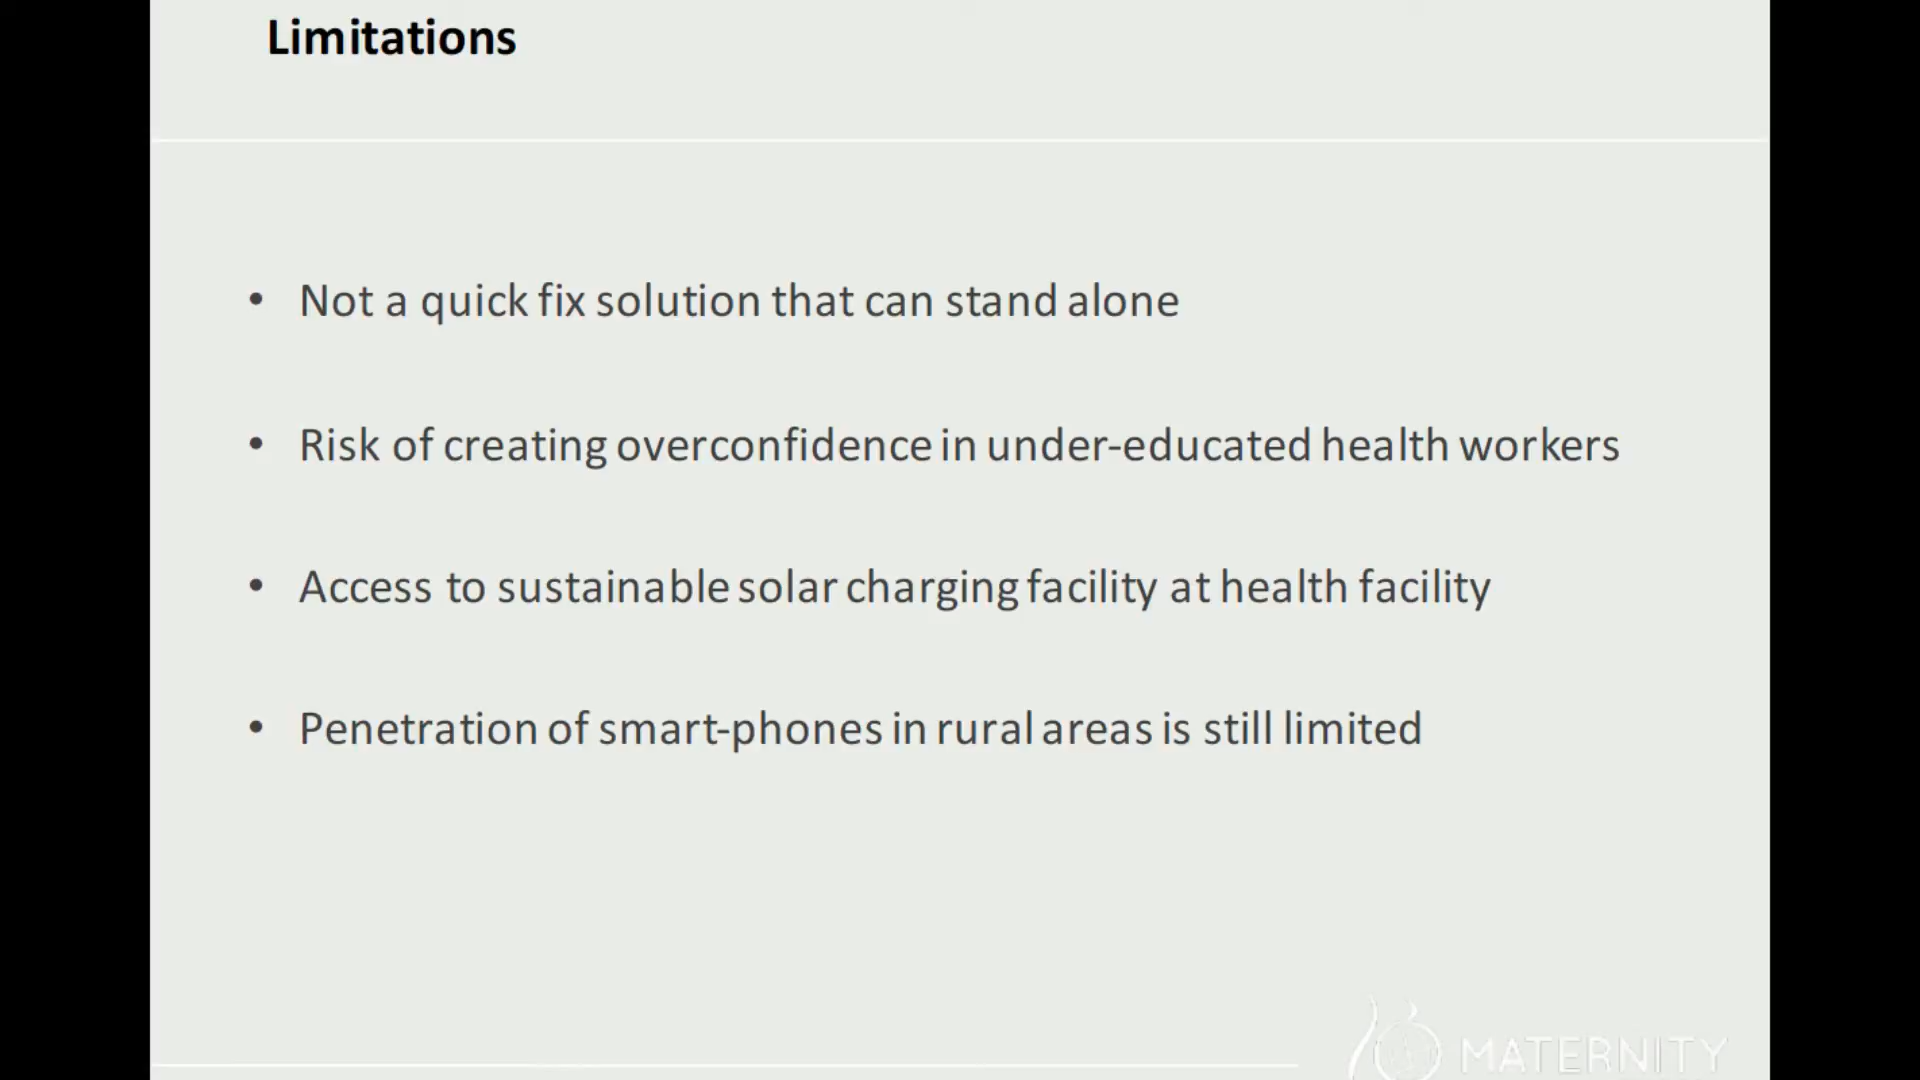 Limitations
• Not a quick fix solution that can stand alone
• Risk of creating overconfidence in under-educated health workers
• Access to sustainable solar charging facility at health facility
• Penetration of smart-phones in rural areas is still limited
MATERNITY